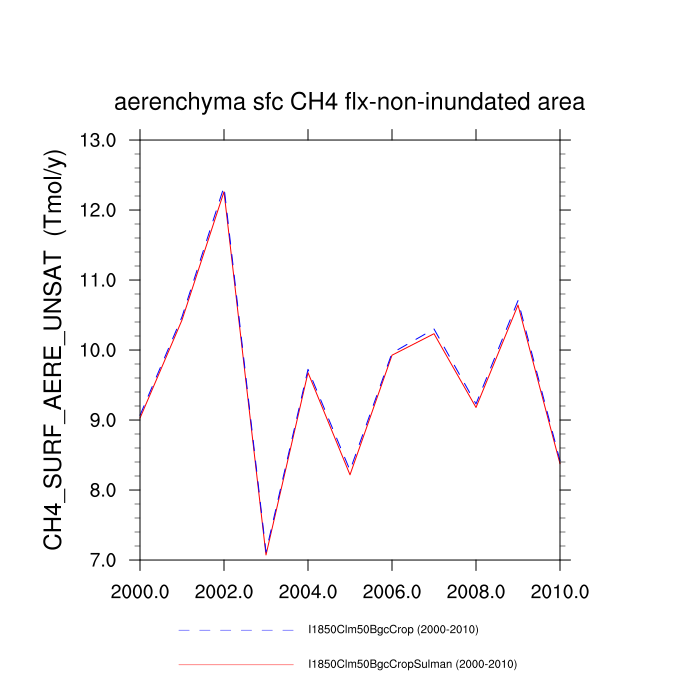 aerenchyma sfc CH4 flx-non-inundated area
CH4_SURF_AERE_UNSAT (Tmol/y)
13.0
12.0
11.0
10.0
9.0
8.0
7.0
2000.0 2002.0 2004.0 2006.0 2008.0 2010.0
I1850Clm50BgcCrop (2000-2010)
I1850Clm50BgcCropSulman (2000-2010)